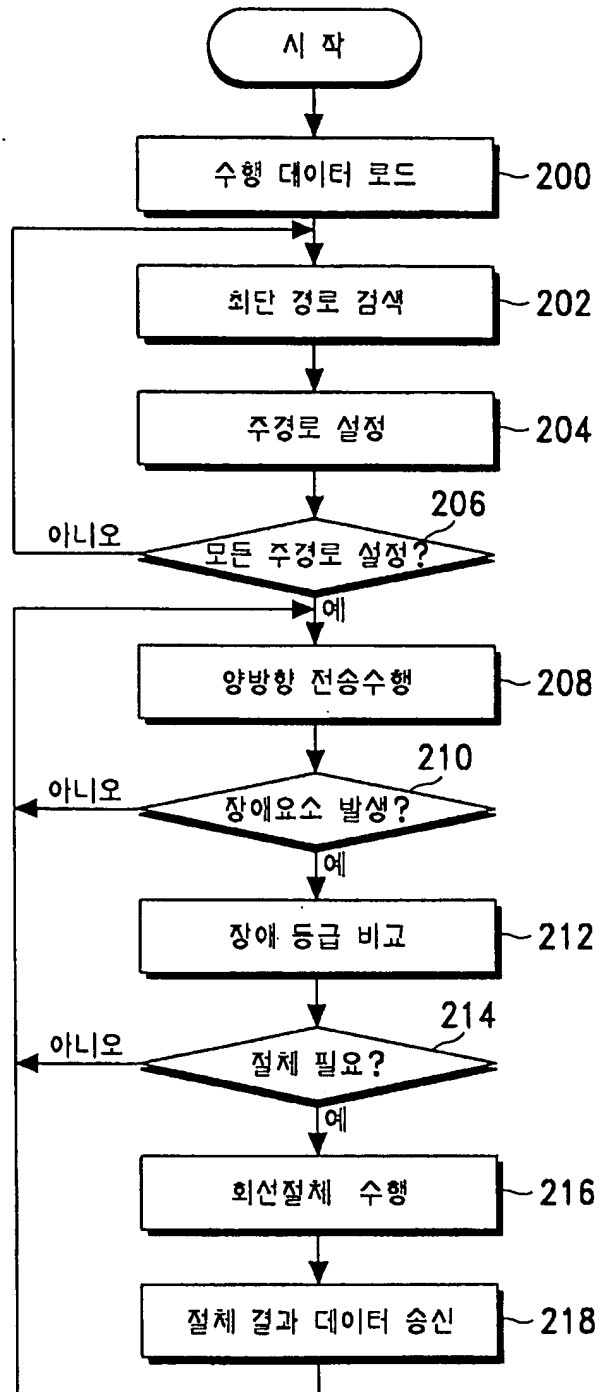 시 작
수행 데이터 로드
200
최단 경로 검색
202
주경로 설정
204
206
아니오
모든 주경로 설정?
예
양방향 전송수행
208
210
아니오
장애요소 발생?
예
장애 등급 비교
212
214
아니오
절체 필요?
예
회선절체 수행
216
절체 결과 데이터 송신
218